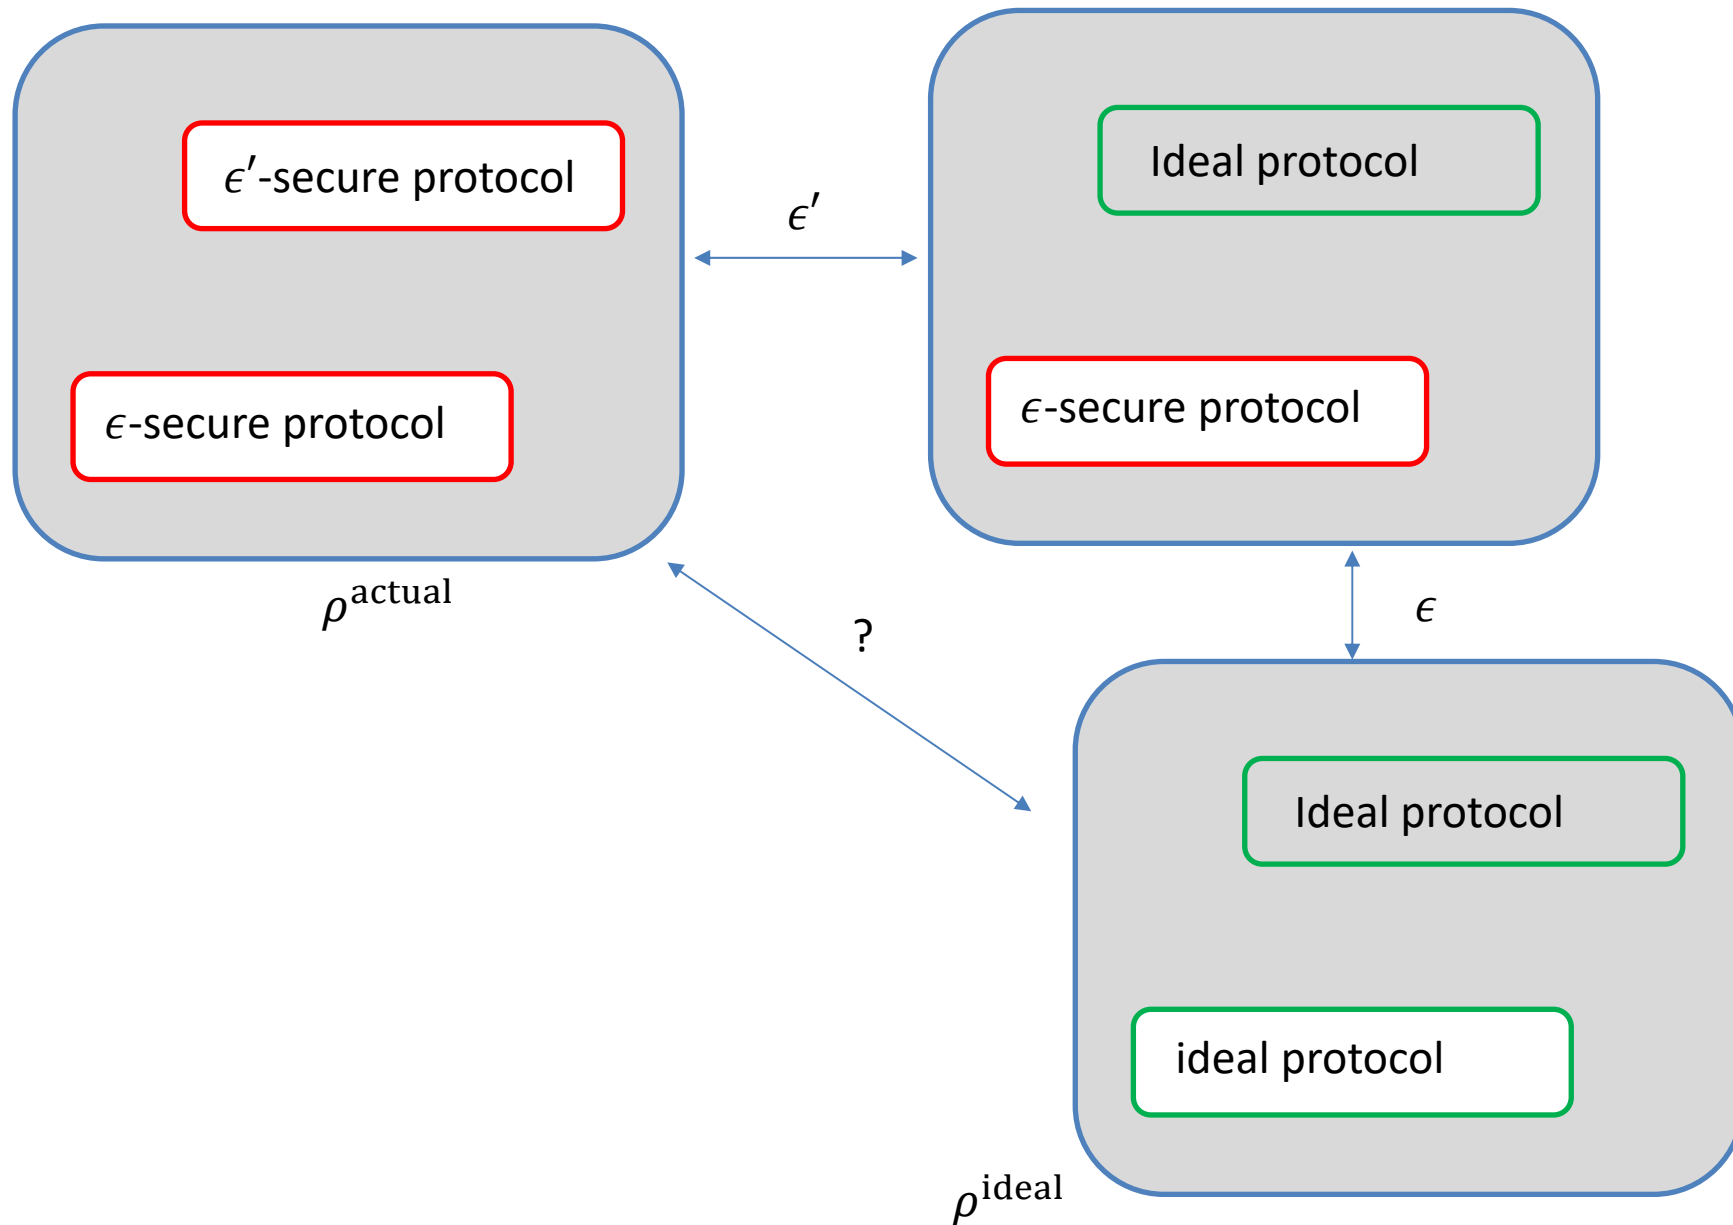 ϵ′-secure protocol
Ideal protocol
ϵ′
ϵ-secure protocol
ϵ-secure protocol
ρ^actual
ϵ
?
Ideal protocol
ideal protocol
ρ^ideal